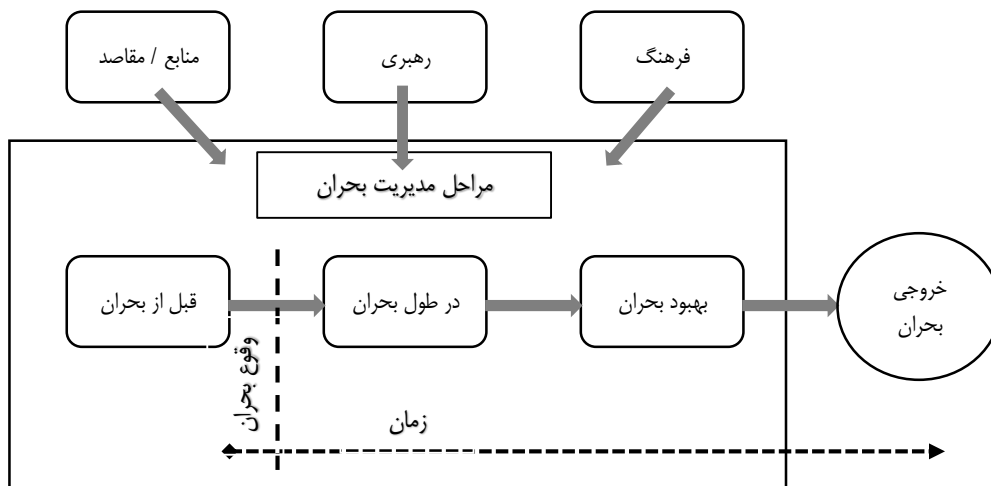 فرهنگ
رهبری
منابع / مقاصد
مراحل مدیریت بحران
قبل از بحران
در طول بحران
بهبود بحران
خروجی
بحران
وقوع بحران
زمان